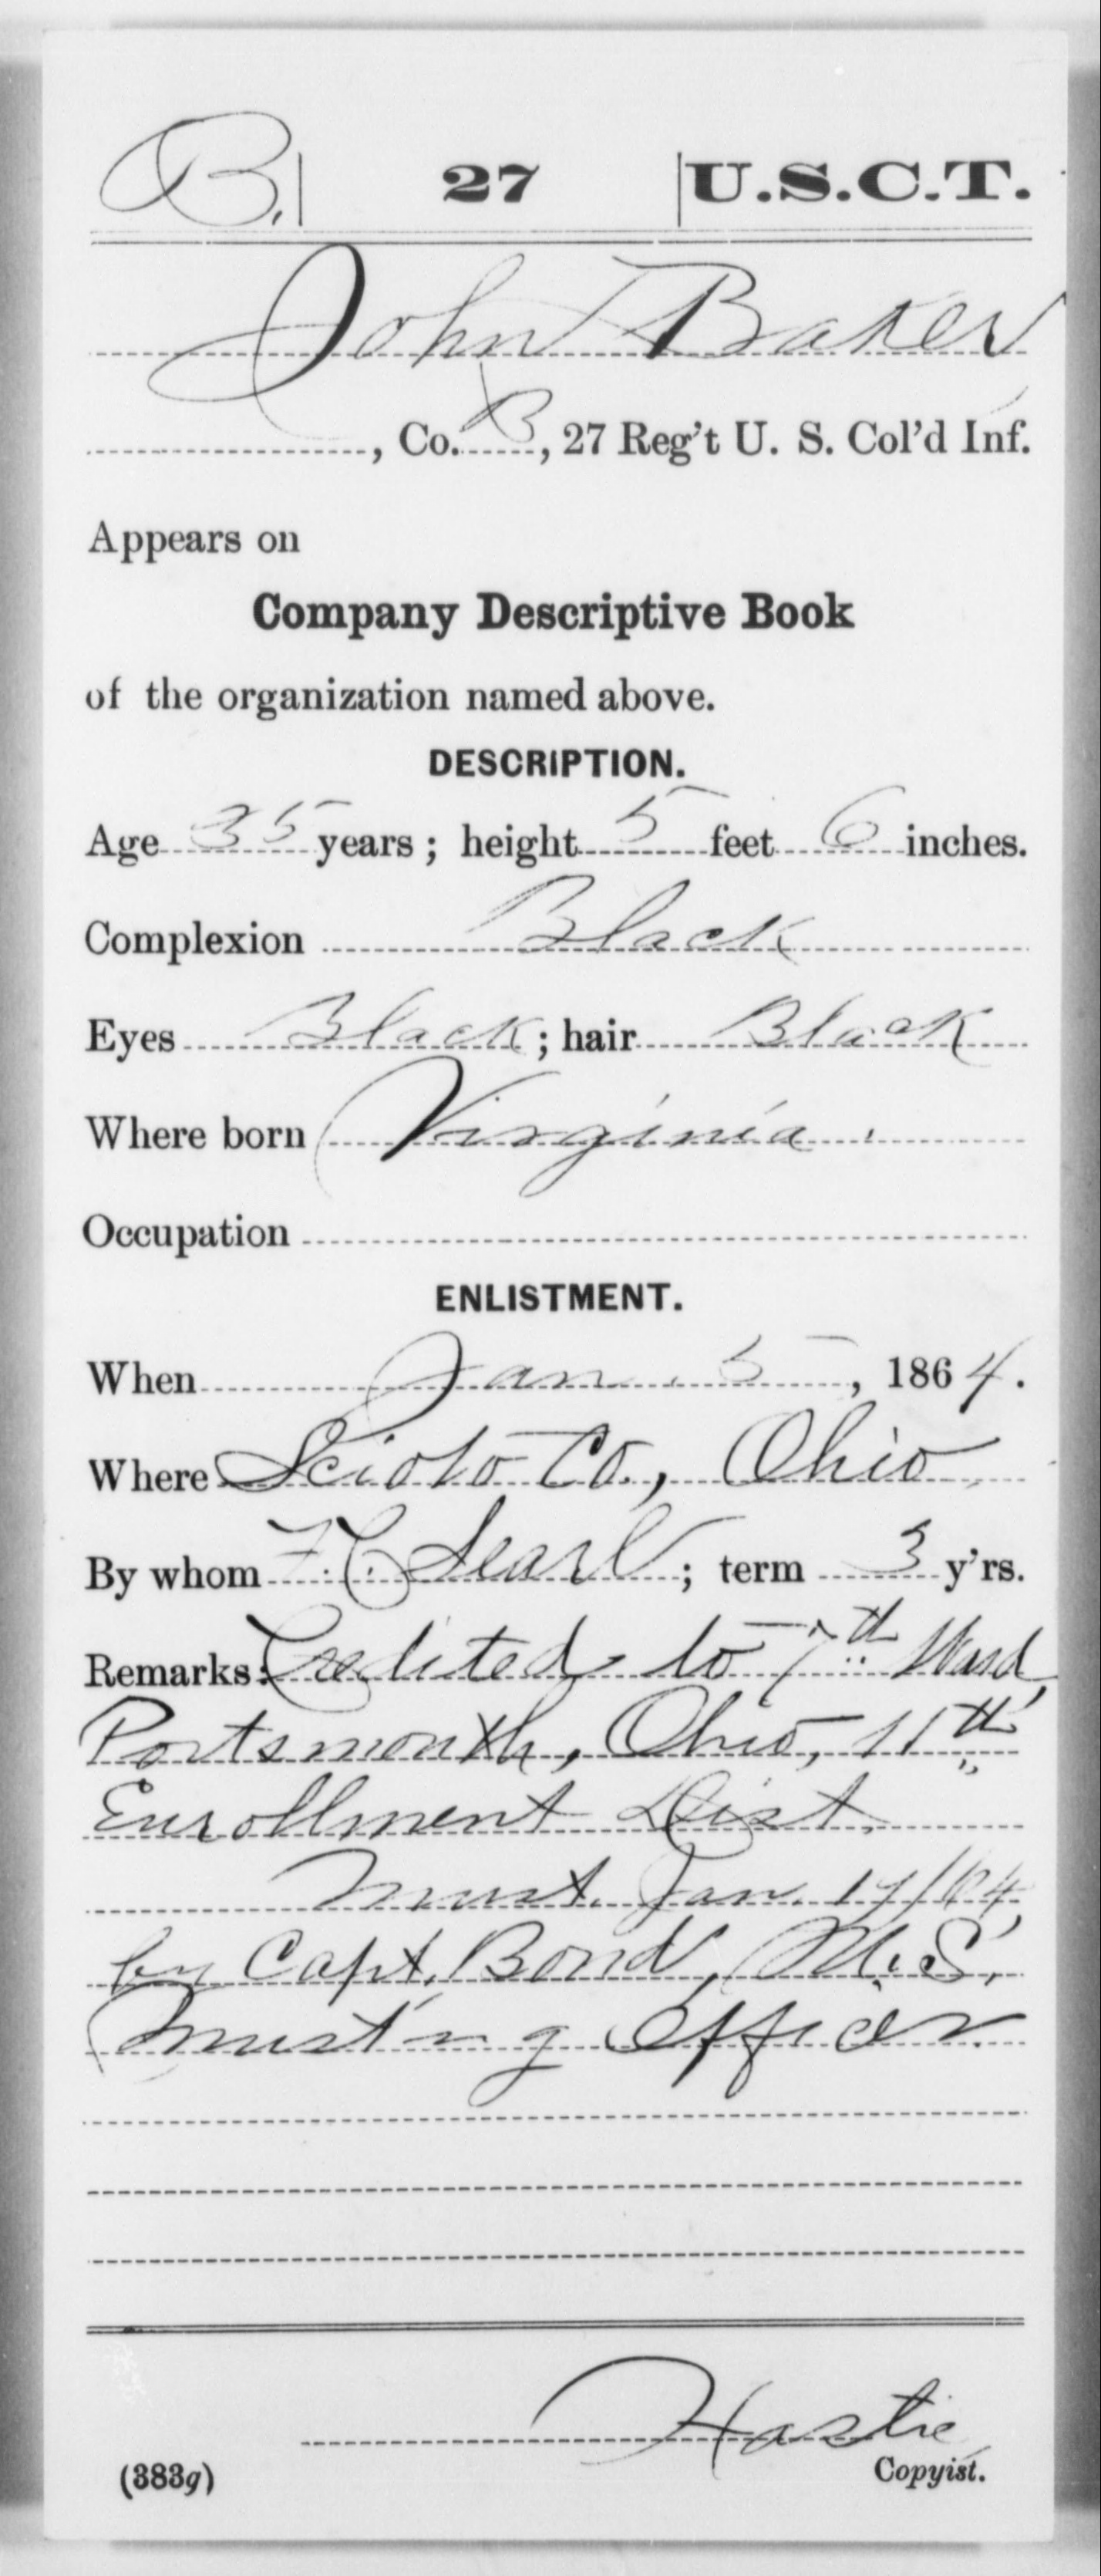 B. | 27 | U.S.C.T.
John Baker
, Co. B, 27 Reg't U. S. Col'd Inf.
Appears on
Company Descriptive Book
of the organization named above.
DESCRIPTION.
Age 35 years; height 5 feet 6 inches.
Complexion Black
Eyes Black; hair Black
Where born Virginia
Occupation
ENLISTMENT.
When Jan. 5, 1864.
Where Scioto Co., Ohio
By whom F.C. Searl; term 3 y'rs.
Remarks: Credited to 7th Ward
Portsmouth, Ohio, 11th
Enrollment Dist.
Must. Jan. 17/64
by Capt. Bond, M.S.
Must'ng Officer
Hastie
(383g) Copyist.